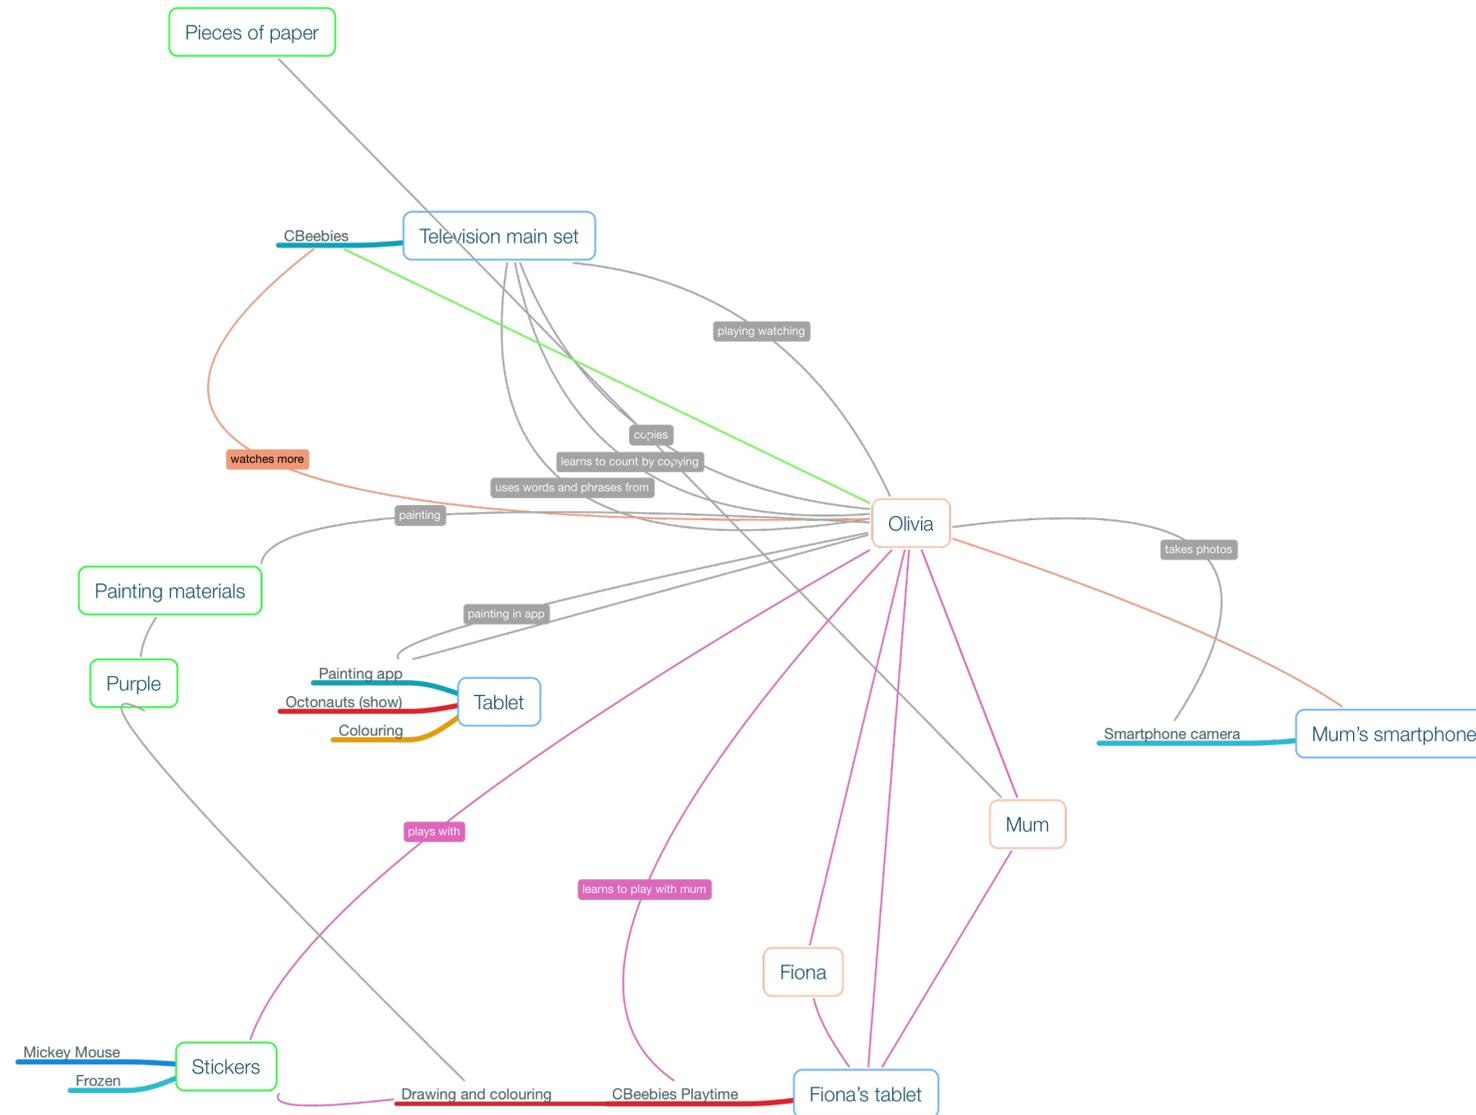 Pieces of paper
CBeebies
Television main set
playing watching
copies
learns to count by copying
watches more
uses words and phrases from
painting
Olivia
takes photos
Painting materials
painting in app
Purple
Painting app
Octonauts (show)
Tablet
Colouring
Smartphone camera
Mum's smartphone
plays with
Mum
learns to play with mum
Fiona
Mickey Mouse
Stickers
Frozen
Drawing and colouring
CBeebies Playtime
Fiona's tablet